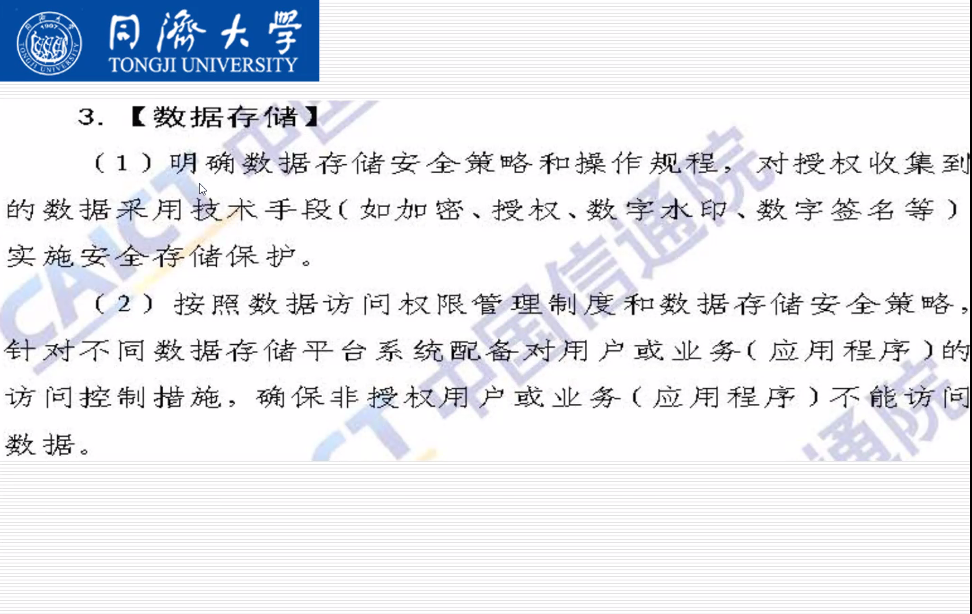 同济大学
TONGJI UNIVERSITY
3.【数据存储】
（1）明确数据存储安全策略和操作规程，对授权收集到
的数据采用技术手段（如加密、授权、数字水印、数字签名等）
实施安全存储保护。
（2）按照数据访问权限管理制度和数据存储安全策略，
针对不同数据存储平台系统配备对用户或业务（应用程序）的
访问控制措施，确保非授权用户或业务（应用程序）不能访问
数据。
CAICT 中国信通院